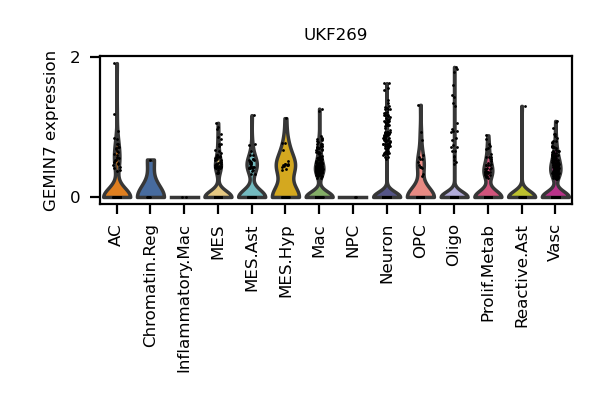 UKF269
GEMIN7 expression
2
0
AC
Chromatin.Reg
Inflammatory.Mac
MES
MES.Ast
MES.Hyp
Mac
NPC
Neuron
OPC
Oligo
Prolif.Metab
Reactive.Ast
Vasc